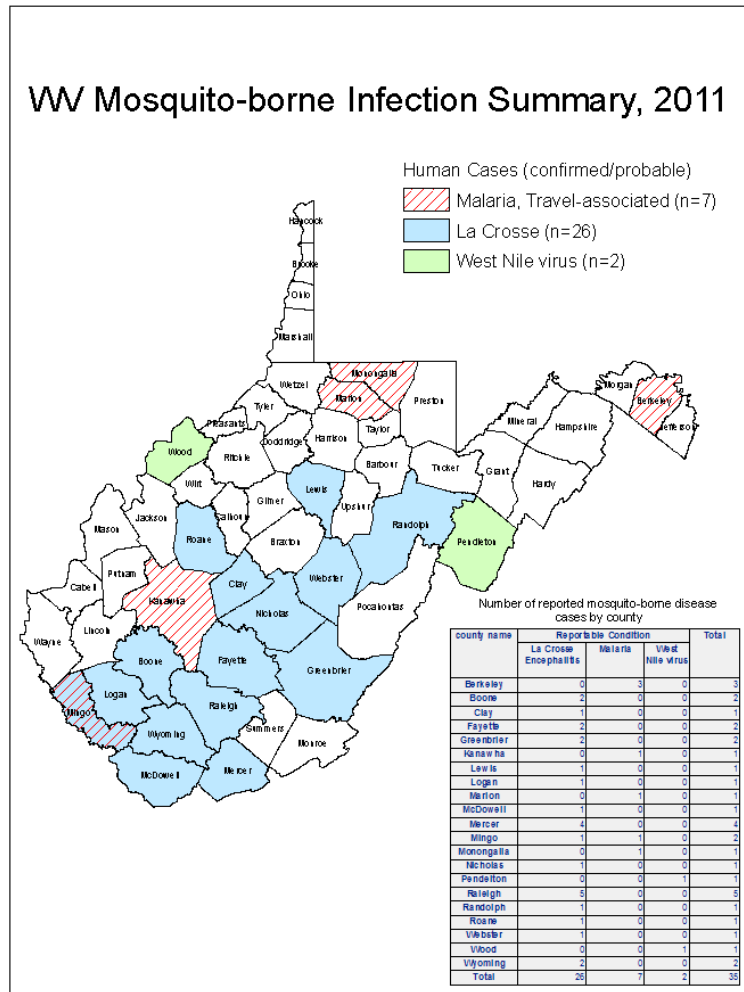 WV Mosquito-borne Infection Summary, 2011
Human Cases (confirmed/probable)
Malaria, Travel-associated (n=7)
La Crosse (n=26)
West Nile virus (n=2)
Hancock
Brooke
Ohio
Marshall
Wetzel
Monongalia
Marion
Preston
Morgan
Berkeley
Jefferson
Mineral
Hampshire
Tyler
Pleasants
Doddridge
Harrison
Taylor
Wood
Ritchie
Barbour
Tucker
Grant
Hardy
Wirt
Lewis
Gilmer
Upshur
Randolph
Calhoun
Jackson
Mason
Roane
Braxton
Pendleton
Webster
Putnam
Clay
Cabell
Kanawha
Nicholas
Pocahontas
Wayne
Lincoln
Boone
Fayette
Greenbrier
Logan
Mingo
Raleigh
Wyoming
Summers
Monroe
McDowell
Mercer
Number of reported mosquito-borne disease
cases by county
county name Reportable Condition Total
La Crosse Malaria West
Encephalitis Nile virus
Berkeley 0 3 0 3
Boone 2 0 0 2
Clay 1 0 0 1
Fayette 2 0 0 2
Greenbrier 2 0 0 2
Kanawha 0 1 0 1
Lewis 1 0 0 1
Logan 1 0 0 1
Marion 0 1 0 1
McDowell 1 0 0 1
Mercer 4 0 0 4
Mingo 1 1 0 2
Monongalia 0 1 0 1
Nicholas 1 0 0 1
Pendelton 0 0 1 1
Raleigh 5 0 0 5
Randolph 1 0 0 1
Roane 1 0 0 1
Webster 1 0 0 1
Wood 0 0 1 1
Wyoming 2 0 0 2
Total 26 7 2 35